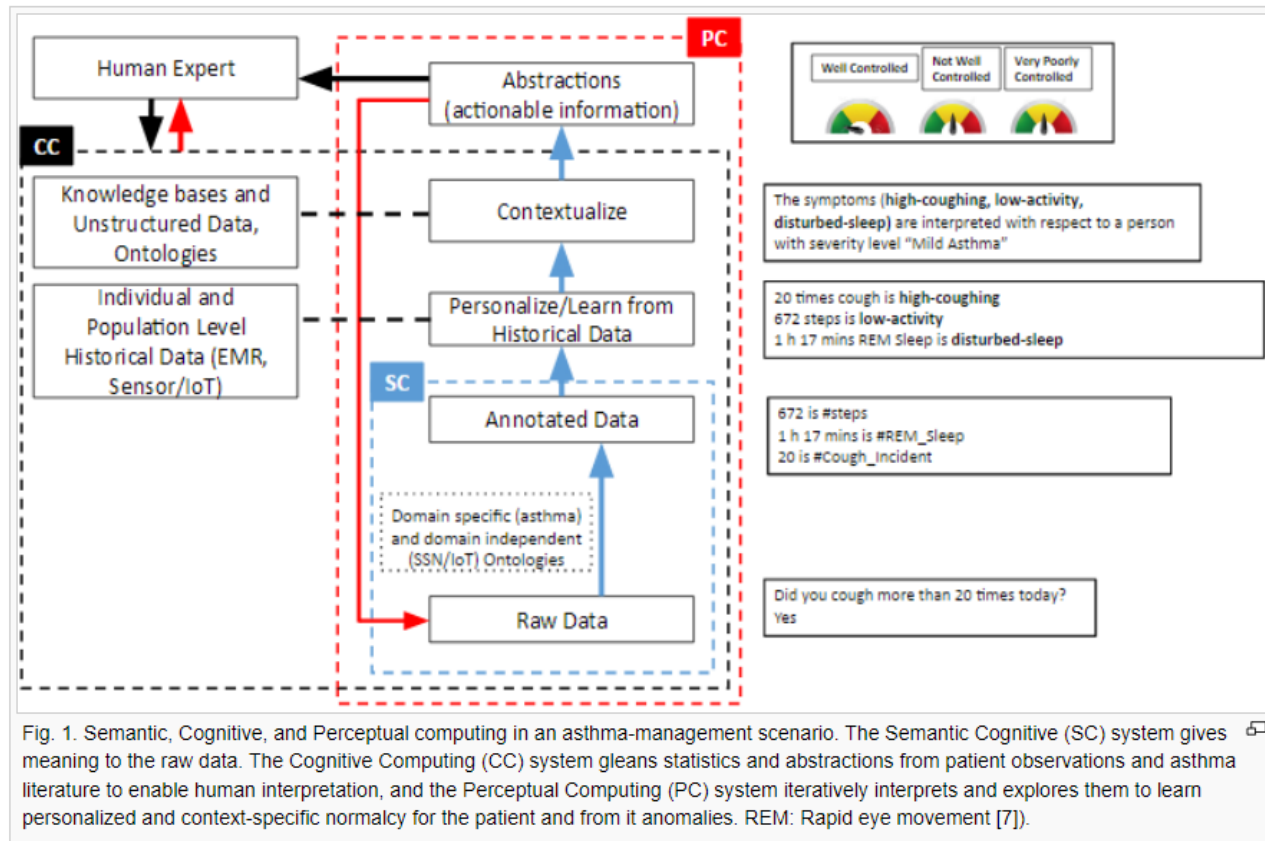 PC
Human Expert
Abstractions
(actionable information)
Well Controlled
Not Well
Controlled
Very Poorly
Controlled
CC
Knowledge bases and
Unstructured Data,
Ontologies
Contextualize
The symptoms (high-coughing, low-activity,
disturbed-sleep) are interpreted with respect to a person
with severity level “Mild Asthma”
Individual and
Population Level
Historical Data (EMR,
Sensor/IoT)
Personalize/Learn from
Historical Data
20 times cough is high-coughing
672 steps is low-activity
1 h 17 mins REM Sleep is disturbed-sleep
SC
Annotated Data
672 is #steps
1 h 17 mins is #REM_Sleep
20 is #Cough_Incident
Domain specific (asthma)
and domain independent
(SSN/IoT) Ontologies
Raw Data
Did you cough more than 20 times today?
Yes
Fig. 1. Semantic, Cognitive, and Perceptual computing in an asthma-management scenario. The Semantic Cognitive (SC) system gives
meaning to the raw data. The Cognitive Computing (CC) system gleans statistics and abstractions from patient observations and asthma
literature to enable human interpretation, and the Perceptual Computing (PC) system iteratively interprets and explores them to learn
personalized and context-specific normalcy for the patient and from it anomalies. REM: Rapid eye movement [7]).